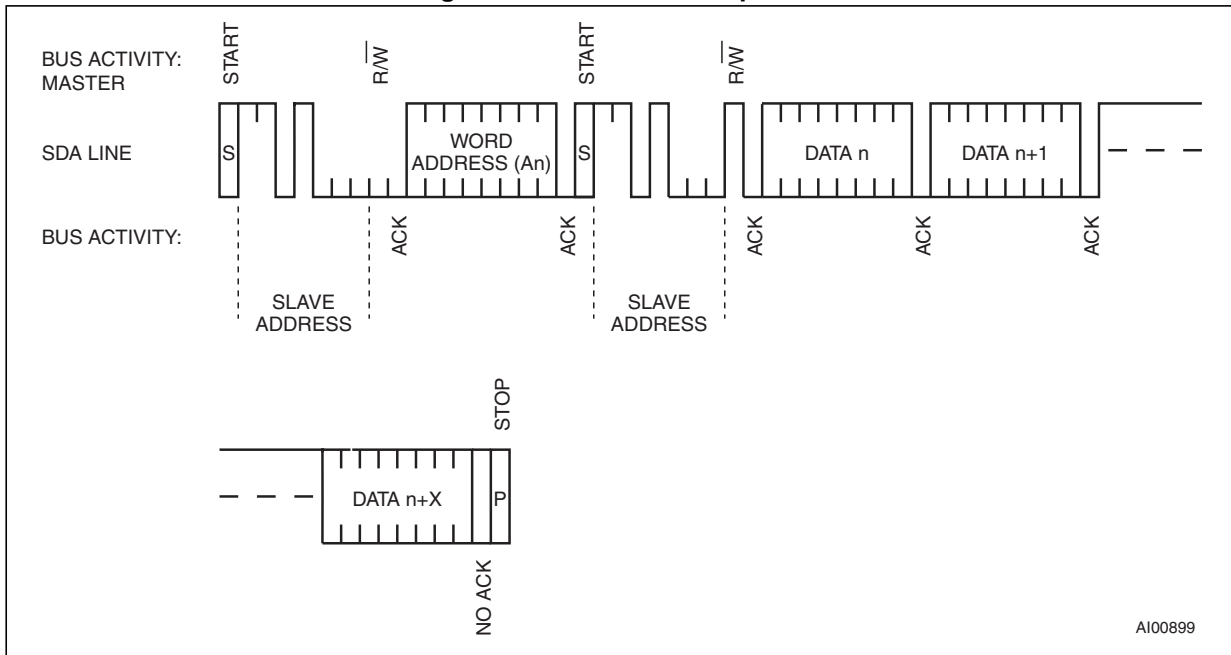 BUS ACTIVITY:
MASTER
START
R/W
START
R/W
SDA LINE
S
WORD
ADDRESS (An)
S
DATA n
DATA n+1
BUS ACTIVITY:
ACK
ACK
ACK
ACK
ACK
SLAVE
ADDRESS
SLAVE
ADDRESS
STOP
DATA n+X
P
NO ACK
AI00899